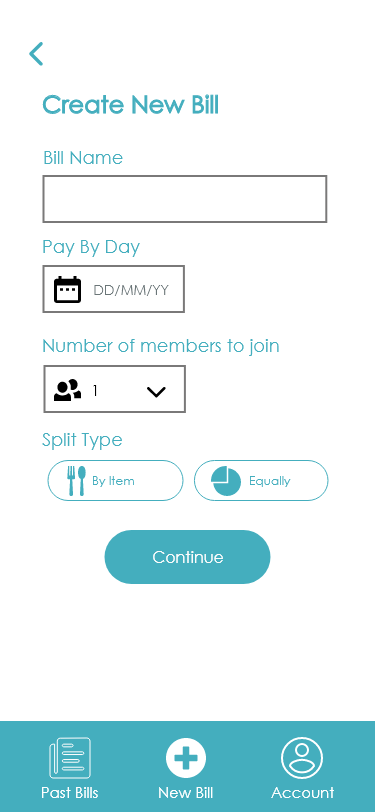 Create New Bill
Bill Name
Pay By Day
DD/MM/YY
Number of members to join
1
Split Type
By Item
Equally
Continue
Past Bills
New Bill
Account